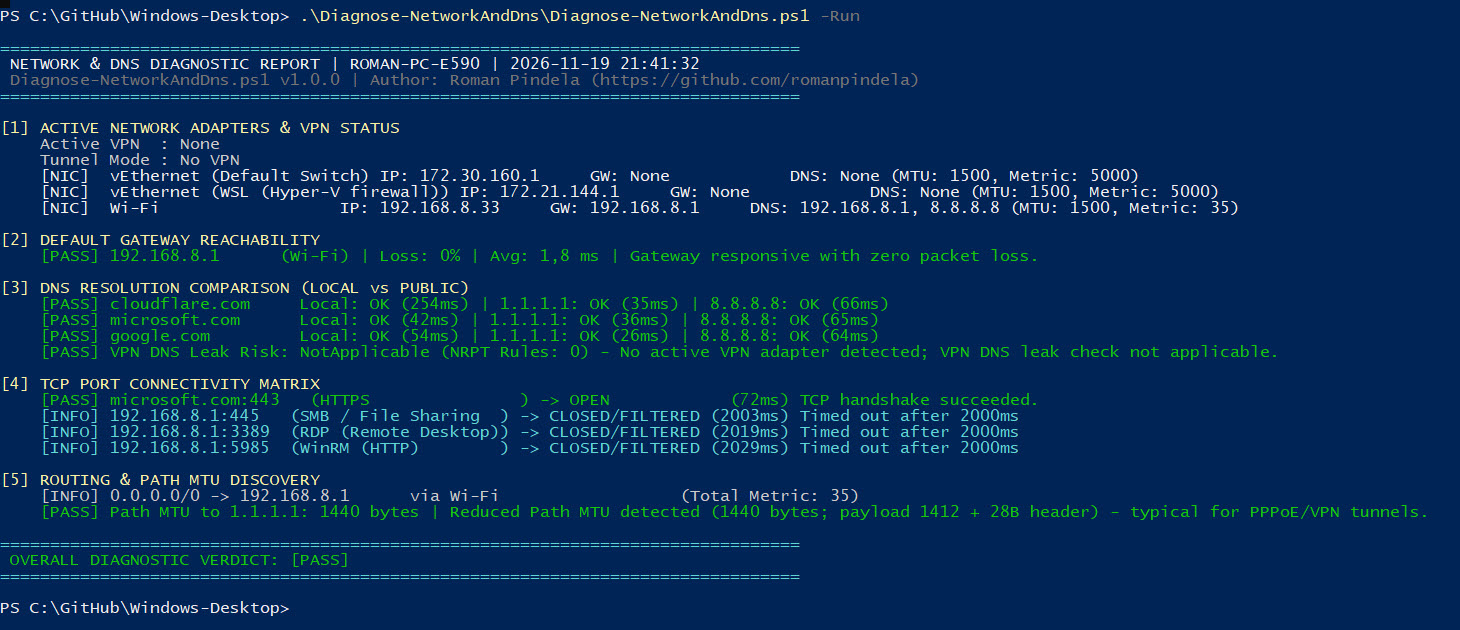 PS C:\GitHub\Windows-Desktop> .\Diagnose-NetworkAndDns\Diagnose-NetworkAndDns.ps1 -Run
================================================================================
NETWORK & DNS DIAGNOSTIC REPORT | ROMAN-PC-E590 | 2026-11-19 21:41:32
Diagnose-NetworkAndDns.ps1 v1.0.0 | Author: Roman Pindela (https://github.com/romanpindela)
================================================================================
[1] ACTIVE NETWORK ADAPTERS & VPN STATUS
Active VPN  : None
Tunnel Mode : No VPN
[NIC]  vEthernet (Default Switch) IP: 172.30.160.1     GW: None            DNS: None (MTU: 1500, Metric: 5000)
[NIC]  vEthernet (WSL (Hyper-V firewall)) IP: 172.21.144.1     GW: None            DNS: None (MTU: 1500, Metric: 5000)
[NIC]  Wi-Fi                  IP: 192.168.8.33     GW: 192.168.8.1     DNS: 192.168.8.1, 8.8.8.8 (MTU: 1500, Metric: 35)
[2] DEFAULT GATEWAY REACHABILITY
[PASS] 192.168.8.1      (Wi-Fi) | Loss: 0% | Avg: 1,8 ms | Gateway responsive with zero packet loss.
[3] DNS RESOLUTION COMPARISON (LOCAL vs PUBLIC)
[PASS] cloudflare.com     Local: OK (254ms) | 1.1.1.1: OK (35ms) | 8.8.8.8: OK (66ms)
[PASS] microsoft.com      Local: OK (42ms) | 1.1.1.1: OK (36ms) | 8.8.8.8: OK (65ms)
[PASS] google.com         Local: OK (54ms) | 1.1.1.1: OK (26ms) | 8.8.8.8: OK (64ms)
[PASS] VPN DNS Leak Risk: NotApplicable (NRPT Rules: 0) - No active VPN adapter detected; VPN DNS leak check not applicable.
[4] TCP PORT CONNECTIVITY MATRIX
[PASS] microsoft.com:443   (HTTPS               ) -> OPEN            (72ms) TCP handshake succeeded.
[INFO] 192.168.8.1:445   (SMB / File Sharing  ) -> CLOSED/FILTERED (2003ms) Timed out after 2000ms
[INFO] 192.168.8.1:3389  (RDP (Remote Desktop)) -> CLOSED/FILTERED (2019ms) Timed out after 2000ms
[INFO] 192.168.8.1:5985  (WinRM (HTTP)        ) -> CLOSED/FILTERED (2029ms) Timed out after 2000ms
[5] ROUTING & PATH MTU DISCOVERY
[INFO] 0.0.0.0/0 -> 192.168.8.1      via Wi-Fi                  (Total Metric: 35)
[PASS] Path MTU to 1.1.1.1: 1440 bytes | Reduced Path MTU detected (1440 bytes; payload 1412 + 28B header) - typical for PPPoE/VPN tunnels.
================================================================================
OVERALL DIAGNOSTIC VERDICT: [PASS]
================================================================================
PS C:\GitHub\Windows-Desktop>